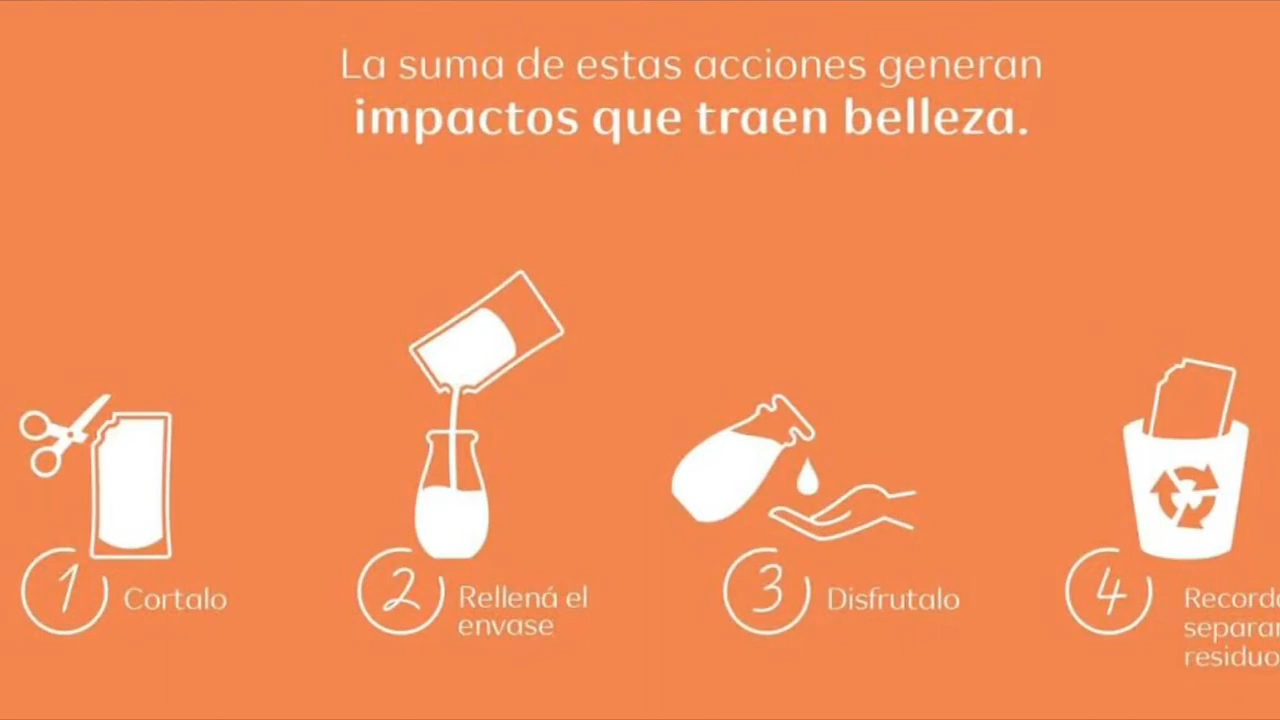 La suma de estas acciones generan
impactos que traen belleza.
1 Cortalo
2 Rellená el
envase
3 Disfrutalo
4
separar